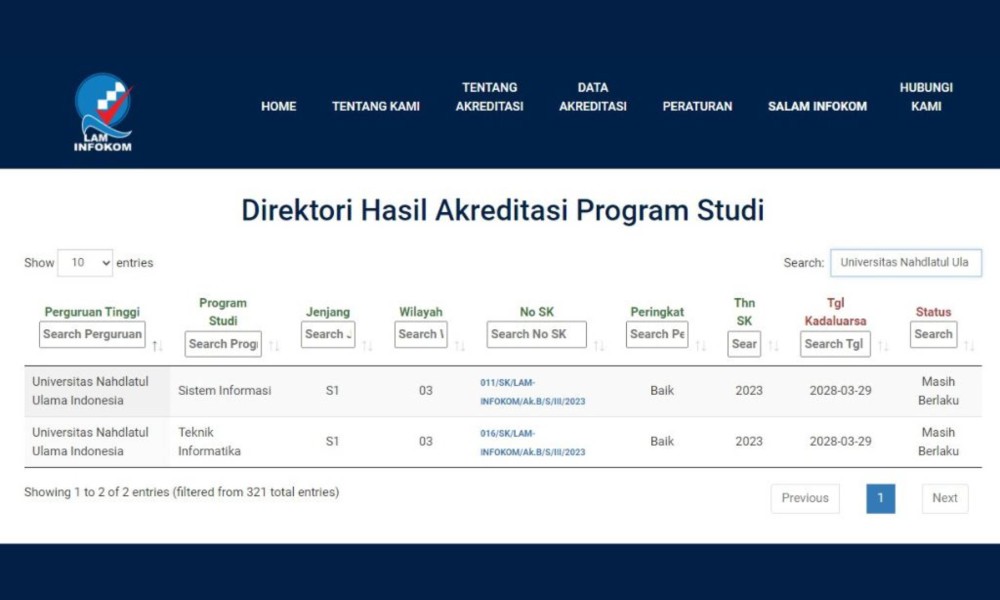 LAM
INFOKOM
HOME
TENTANG KAMI
TENTANG
AKREDITASI
DATA
AKREDITASI
PERATURAN
SALAM INFOKOM
HUBUNGI
KAMI
Direktori Hasil Akreditasi Program Studi
Show 10 entries
Search: Universitas Nahdlatul Ula
Perguruan Tinggi
Search Perguruan
Program
Studi
Search Progi
Jenjang
Search
Wilayah
Search
No SK
Search No SK
Peringkat
Search Pe
Thn
SK
Sear
Tgl
Kadaluarsa
Search Tgl
Status
Search
Universitas Nahdlatul
Ulama Indonesia
Sistem Informasi
S1
03
011/SK/LAM-
INFOKOM/Ak.B/S/III/2023
Baik
2023
2028-03-29
Masih
Berlaku
Universitas Nahdlatul
Ulama Indonesia
Teknik
Informatika
S1
03
016/SK/LAM-
INFOKOM/Ak.B/S/III/2023
Baik
2023
2028-03-29
Masih
Berlaku
Showing 1 to 2 of 2 entries (filtered from 321 total entries)
Previous
1
Next